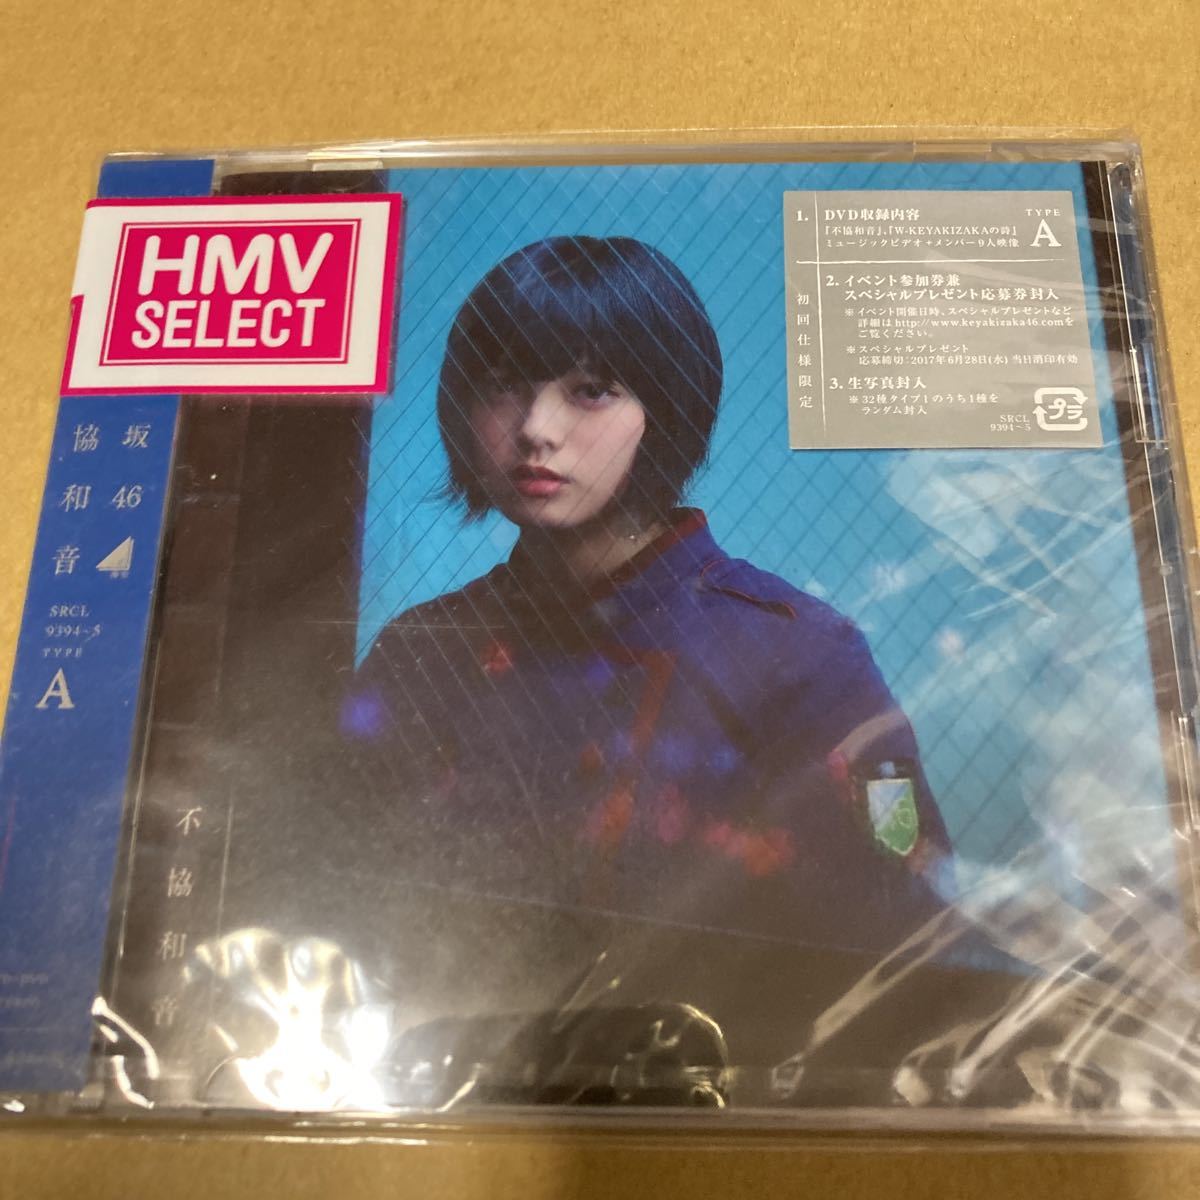 HMV
SELECT
坂46
協和音
SRCL
9394~5
TYPE
A
不協和音
初回仕様限定
1. DVD収録内容
『不協和音』、『W-KEYAKIZAKAの詩』
ミュージックビデオ+メンバー9人映像
TYPE
A
2. イベント参加券兼
スペシャルプレゼント応募券封入
※イベント開催日時、スペシャルプレゼントなど
詳細はhttp://www.keyakizaka46.comを
ご覧ください。
※スペシャルプレゼント
応募締切:2017年6月28日(水)当日消印有効
3. 生写真封入
※32種タイプ1のうち1種を
ランダム封入
プラ
SRCL
9394~5